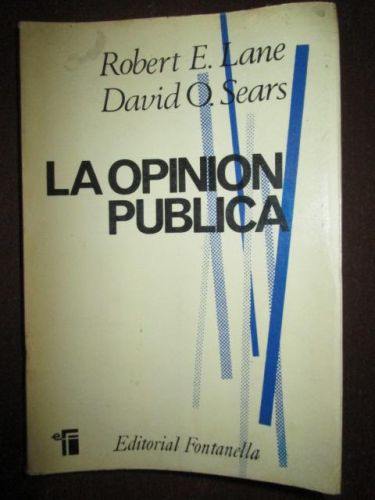 Robert E. Lane
David O. Sears
LA OPINION
PUBLICA
Editorial Fontanella